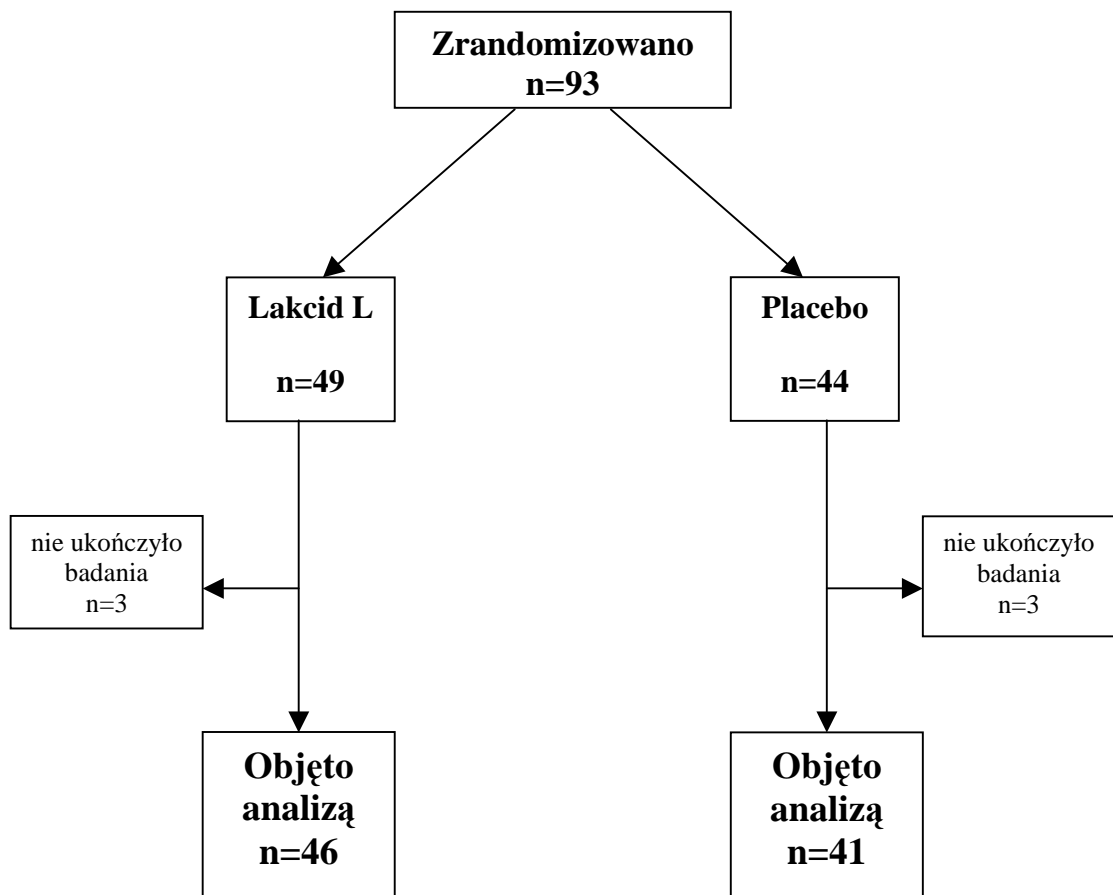 Zrandomizowano
n=93
Lakcid L
n=49
Placebo
n=44
nie ukończyło
badania
n=3
nie ukończyło
badania
n=3
Objęto
analizą
n=46
Objęto
analizą
n=41